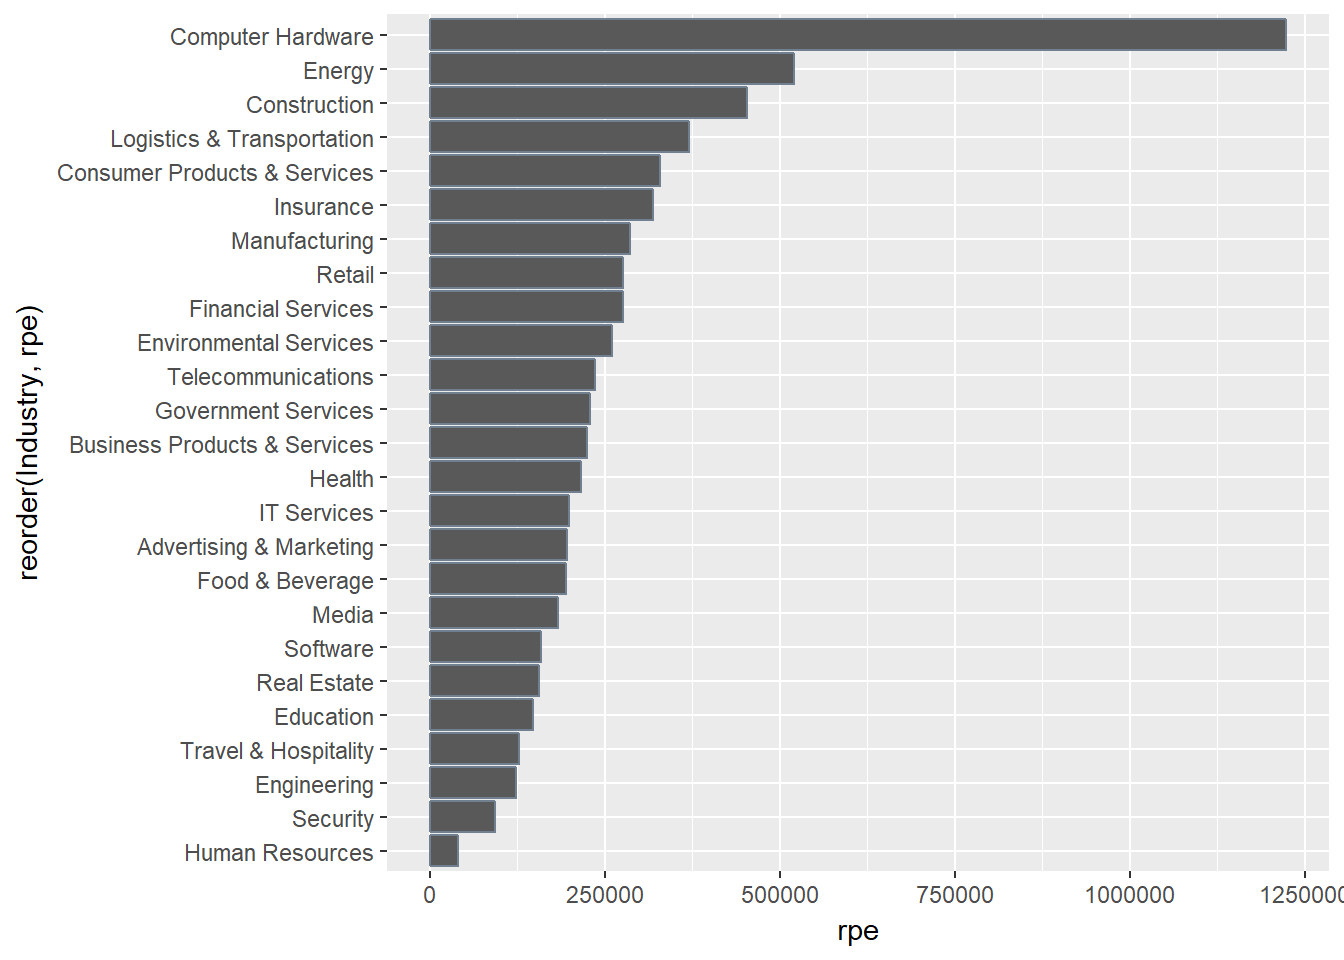 Computer Hardware
Energy
Construction
Logistics & Transportation
Consumer Products & Services
Insurance
Manufacturing
Retail
Financial Services
Environmental Services
Telecommunications
Government Services
Business Products & Services
Health
IT Services
Advertising & Marketing
Food & Beverage
Media
Software
Real Estate
Education
Travel & Hospitality
Engineering
Security
Human Resources
reorder(Industry, rpe)
0 250000 500000 750000 1000000 1250000
rpe